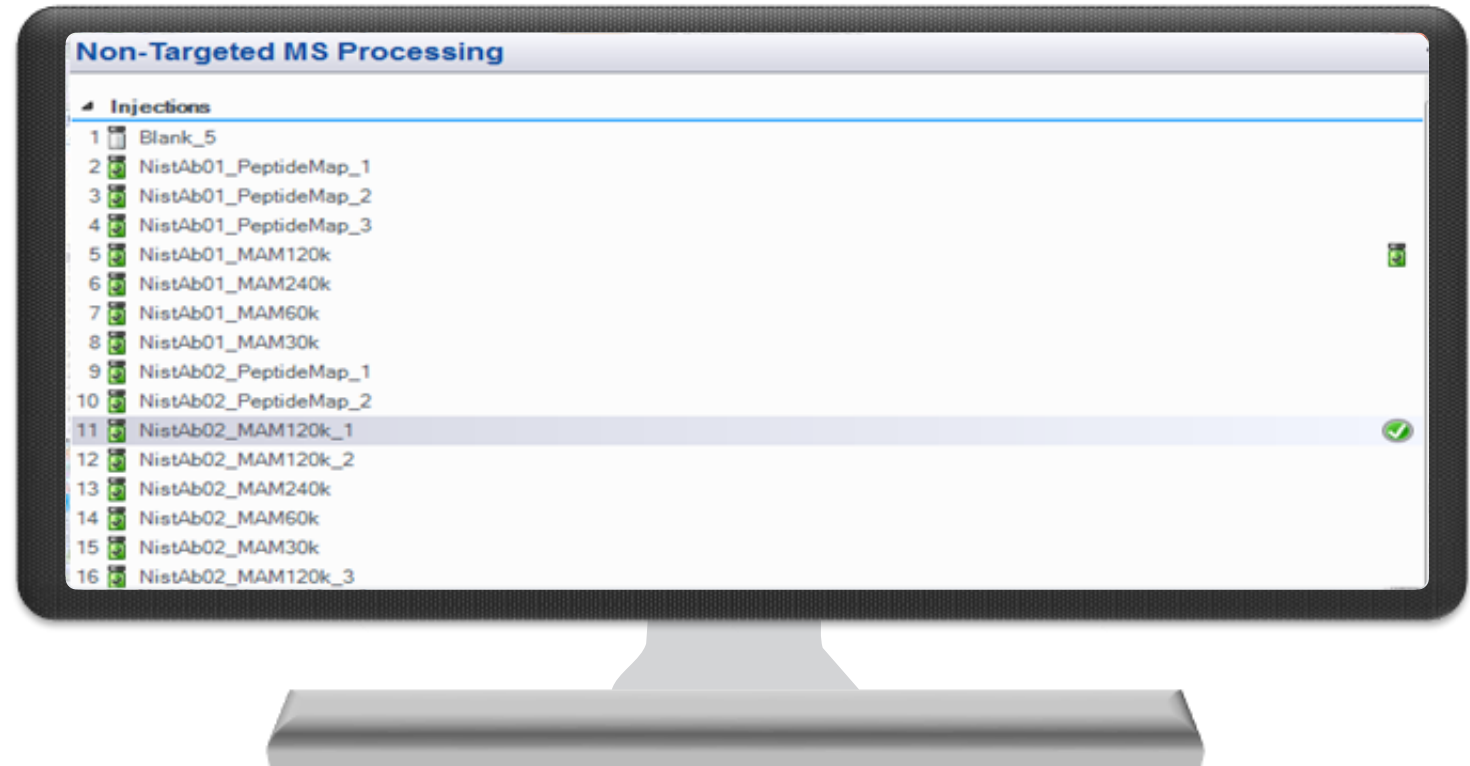 Non-Targeted MS Processing
Injections
1 Blank_5
2 NistAb01_PeptideMap_1
3 NistAb01_PeptideMap_2
4 NistAb01_PeptideMap_3
5 NistAb01_MAM120k
6 NistAb01_MAM240k
7 NistAb01_MAM60k
8 NistAb01_MAM30k
9 NistAb02_PeptideMap_1
10 NistAb02_PeptideMap_2
11 NistAb02_MAM120k_1
12 NistAb02_MAM120k_2
13 NistAb02_MAM240k
14 NistAb02_MAM60k
15 NistAb02_MAM30k
16 NistAb02_MAM120k_3